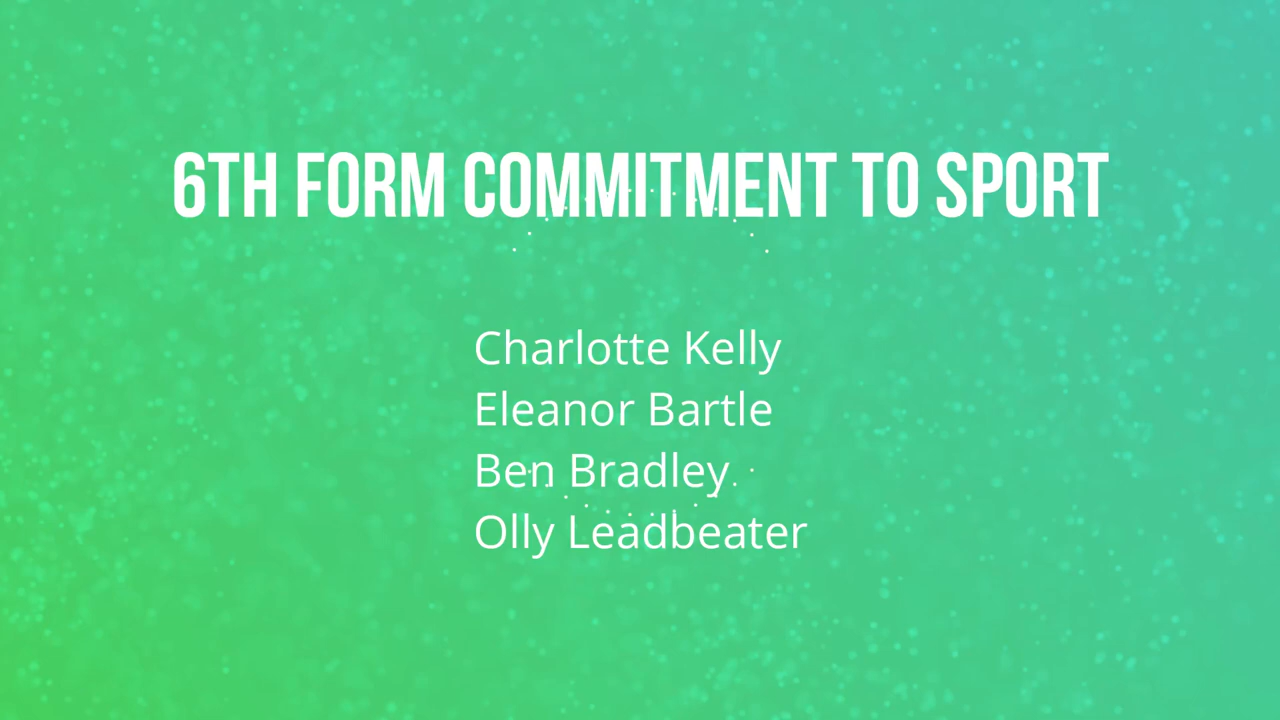 6TH FORM COMMITMENT TO SPORT
Charlotte Kelly
Eleanor Bartle
Ben Bradley
Olly Leadbeater